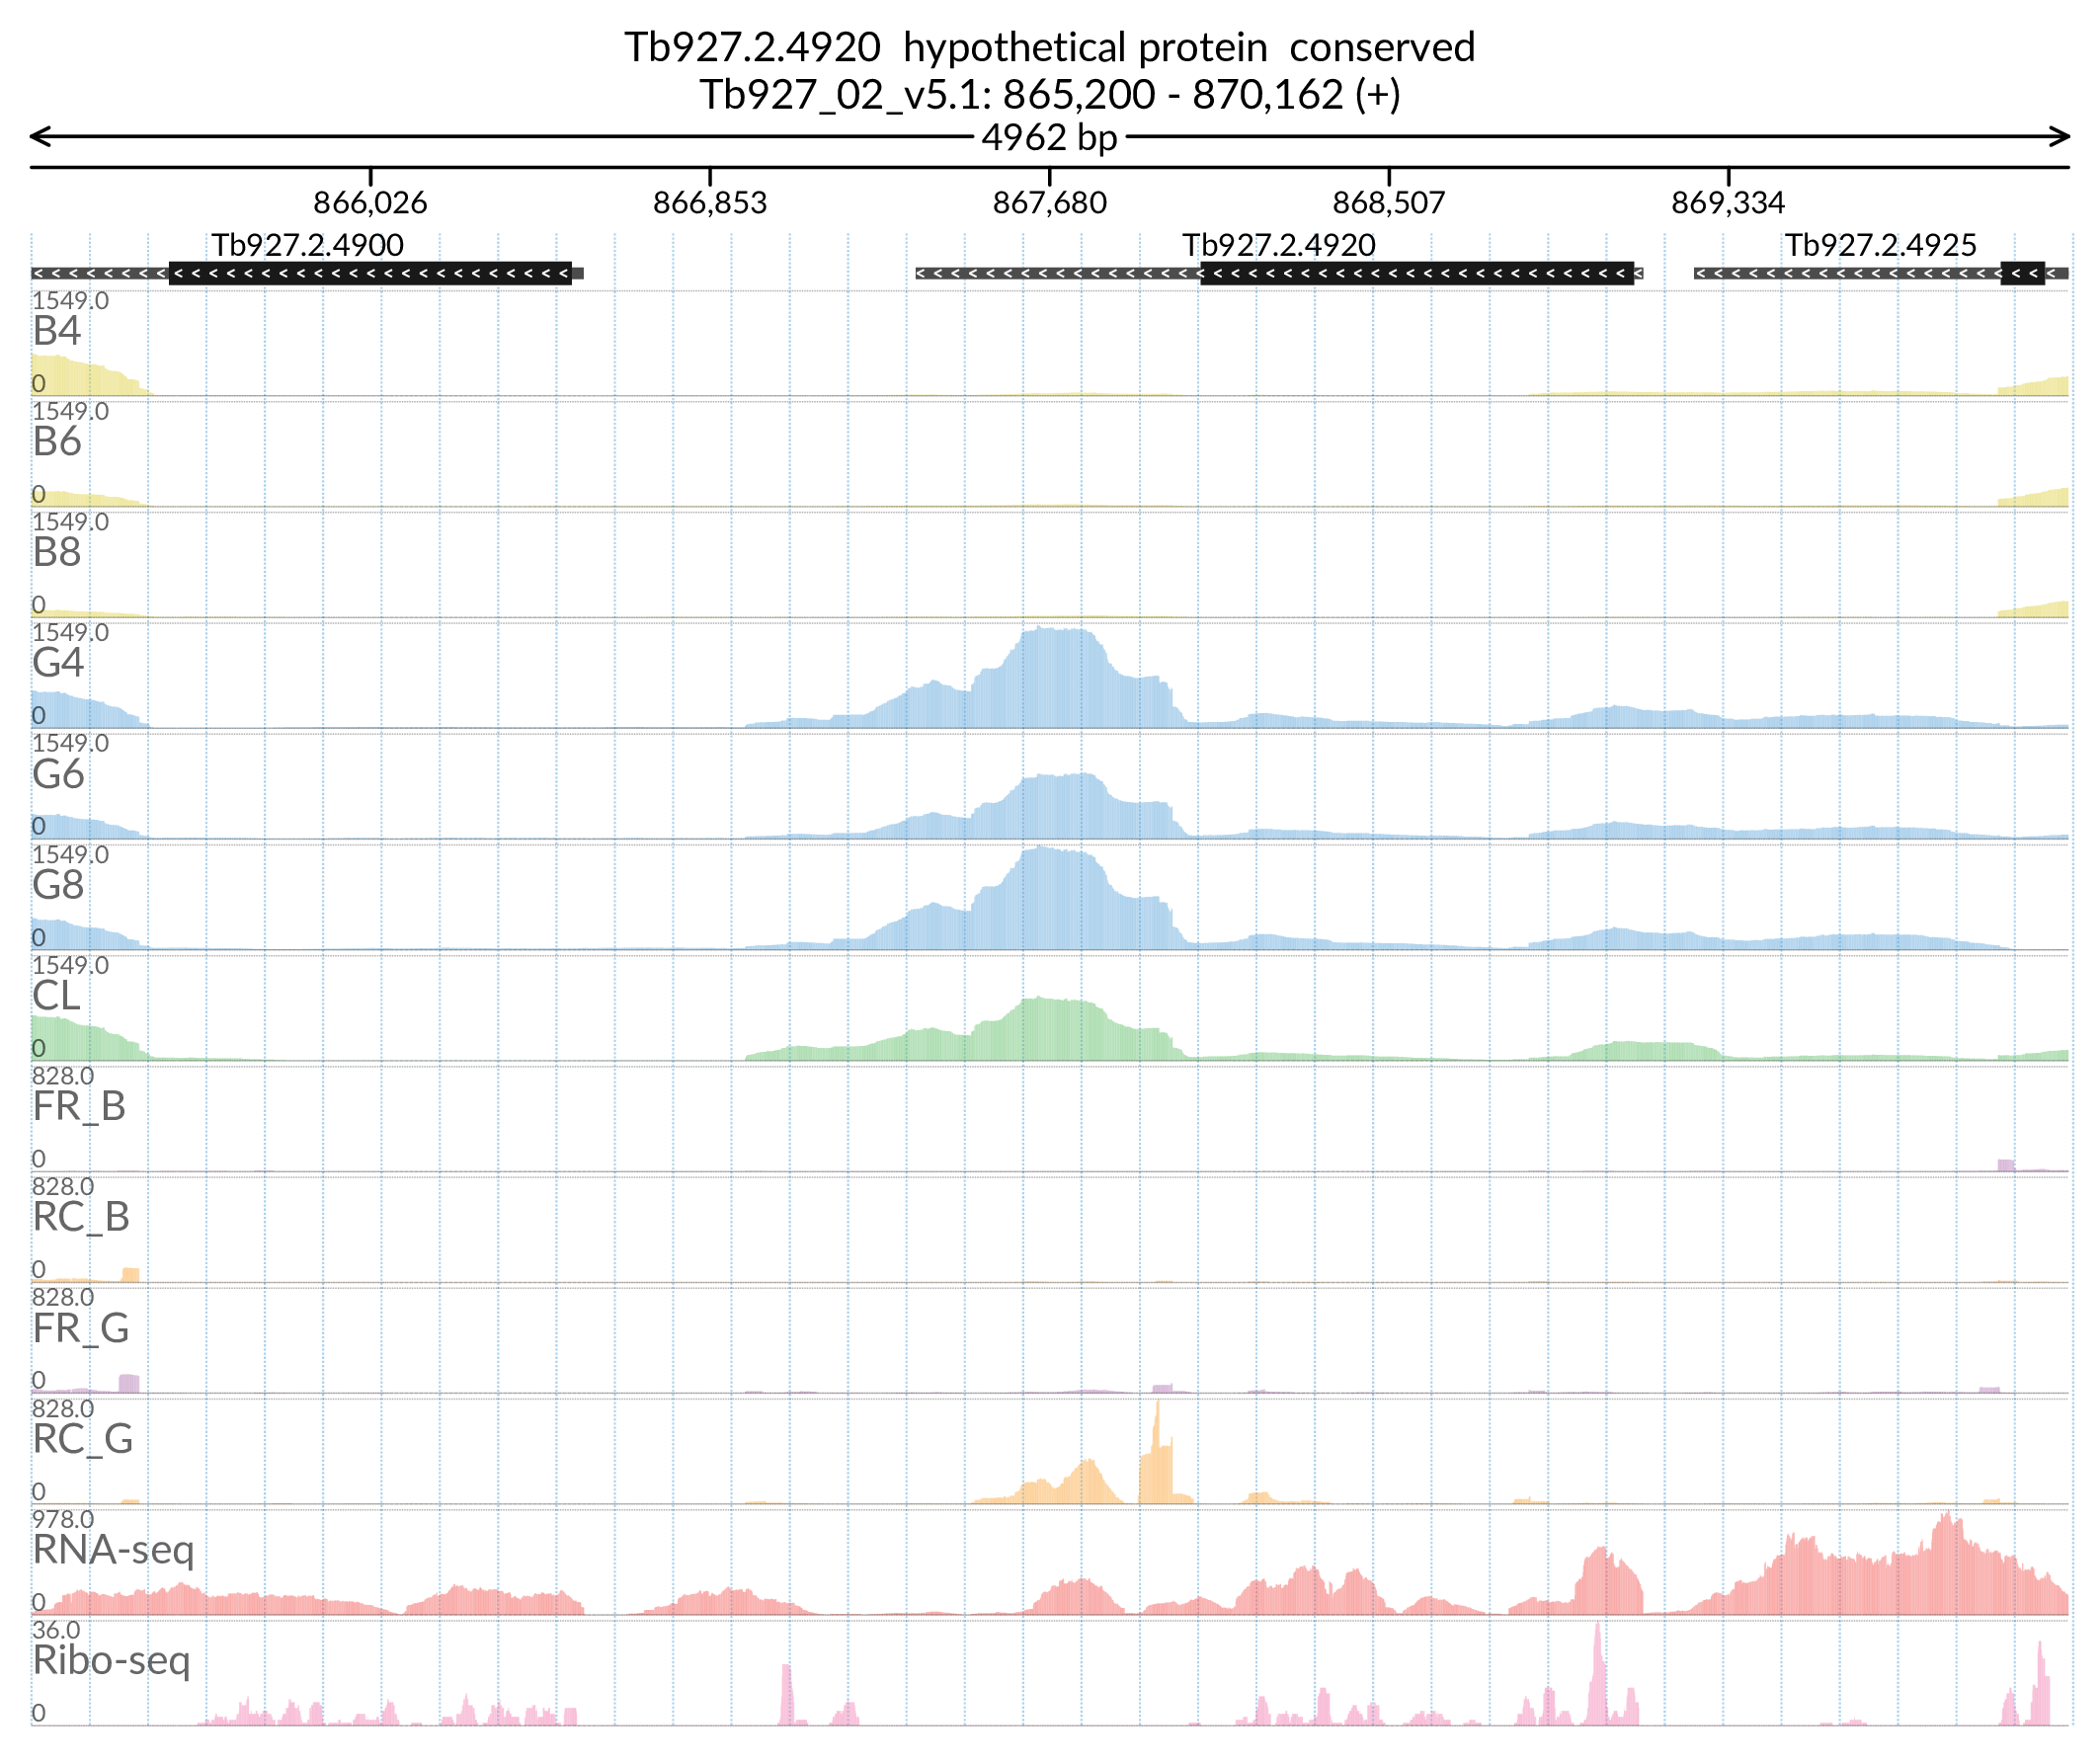 Tb927.2.4920  hypothetical protein  conserved
Tb927_02_v5.1: 865,200 - 870,162 (+)
4962 bp
866,026 866,853 867,680 868,507 869,334
Tb927.2.4900 Tb927.2.4920 Tb927.2.4925
1549.0
B4
0
1549.0
B6
0
1549.0
B8
0
1549.0
G4
0
1549.0
G6
0
1549.0
G8
0
1549.0
CL
0
828.0
FR_B
0
828.0
RC_B
0
828.0
FR_G
0
828.0
RC_G
0
978.0
RNA-seq
0
36.0
Ribo-seq
0